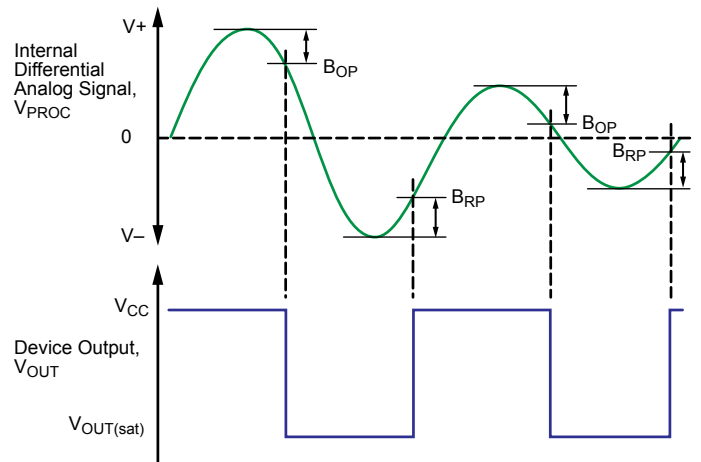 V+
Internal
Differential
Analog Signal,
VPROC
BOP
BOP
0
BRP
BRP
V–
VCC
Device Output,
VOUT
VOUT(sat)